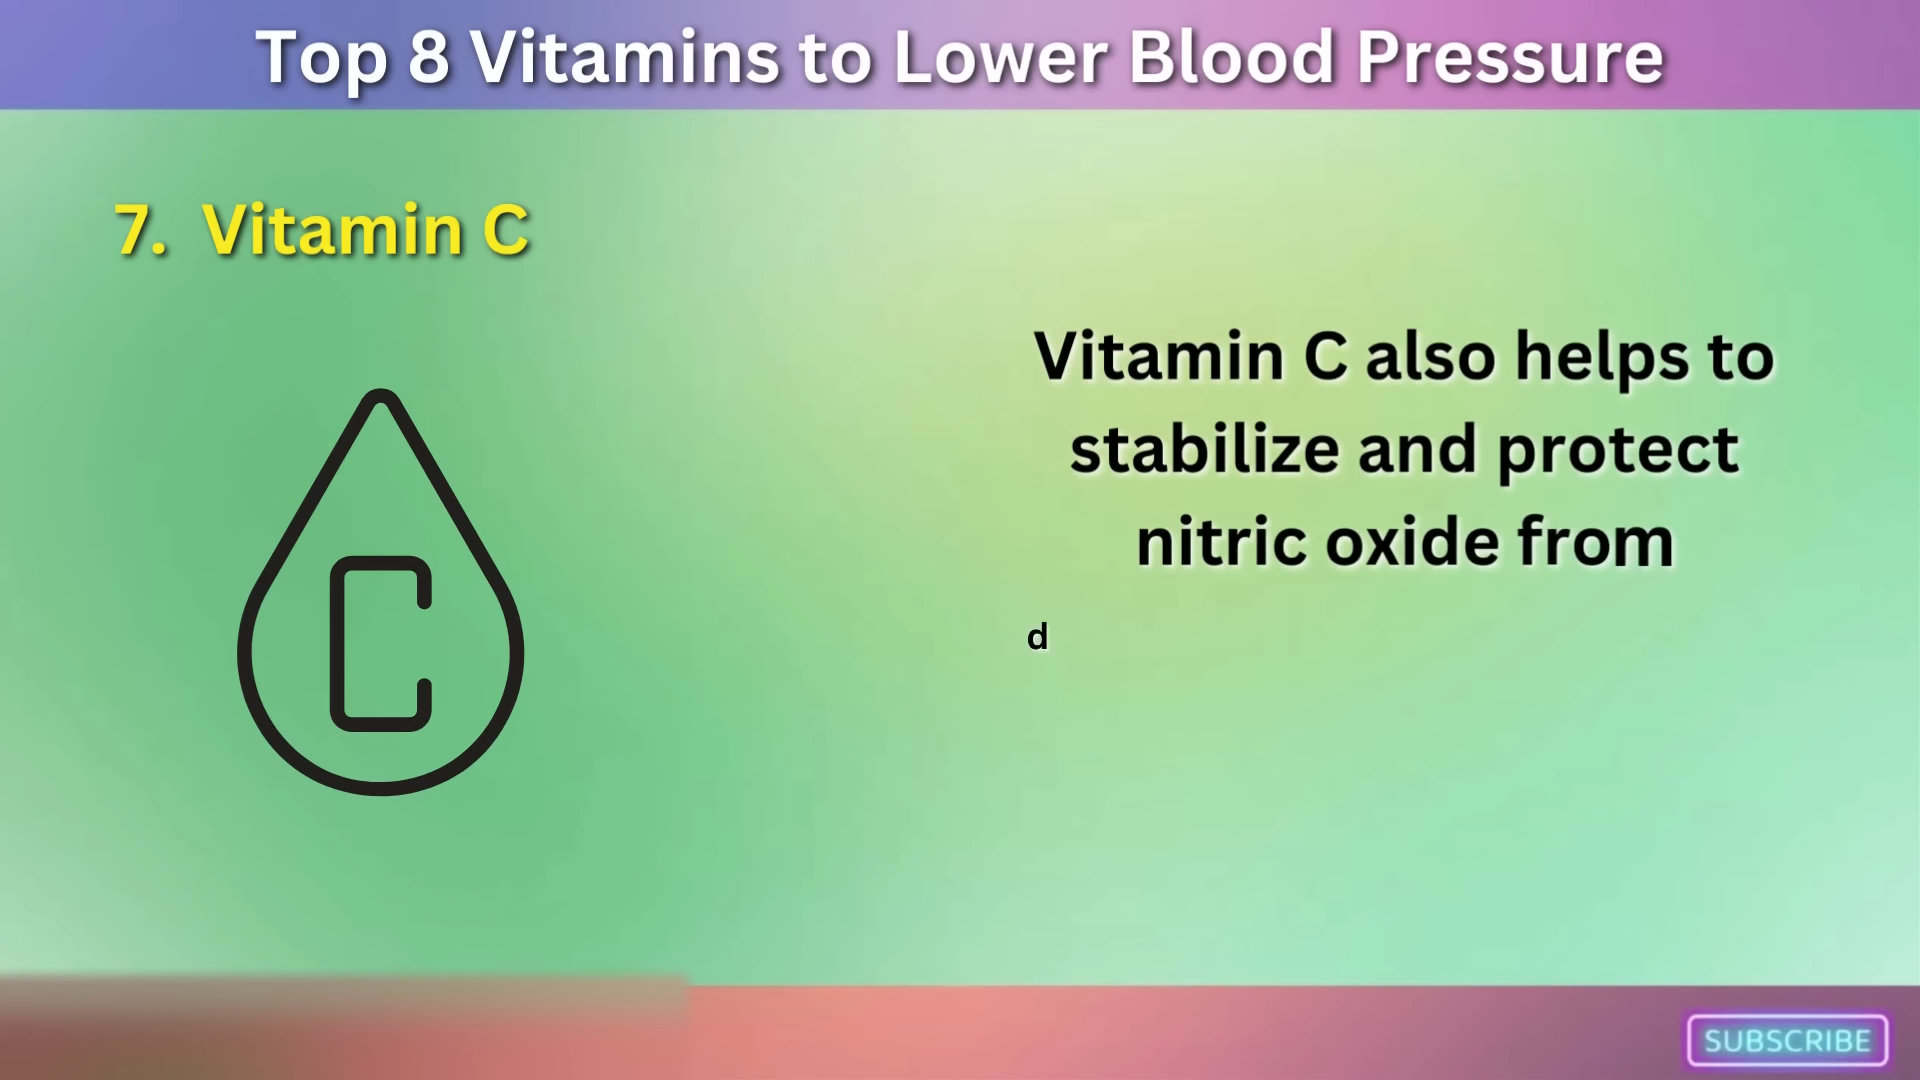 Top 8 Vitamins to Lower Blood Pressure
7. Vitamin C
C
Vitamin C also helps to
stabilize and protect
nitric oxide from
d
SUBSCRIBE